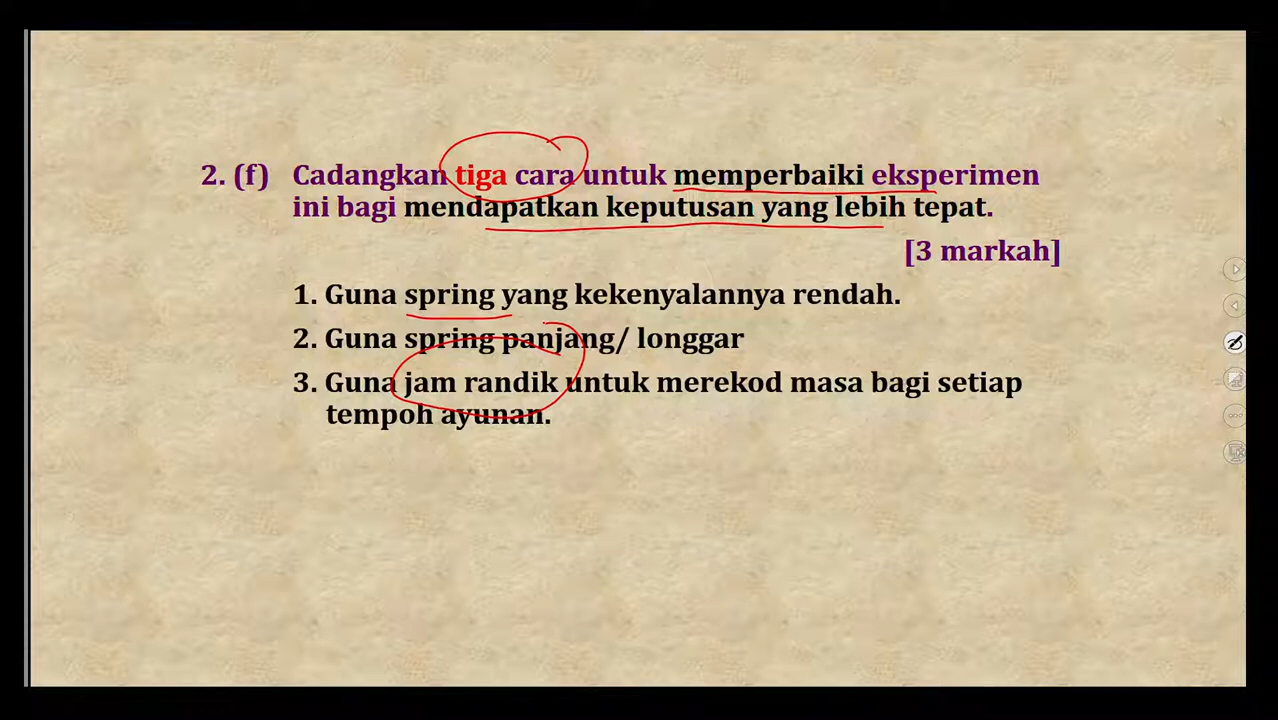 2. (f) Cadangkan tiga cara untuk memperbaiki eksperimen
ini bagi mendapatkan keputusan yang lebih tepat.
[3 markah]
1. Guna spring yang kekenyalannya rendah.
2. Guna spring panjang/ longgar
3. Guna jam randik untuk merekod masa bagi setiap
tempoh ayunan.